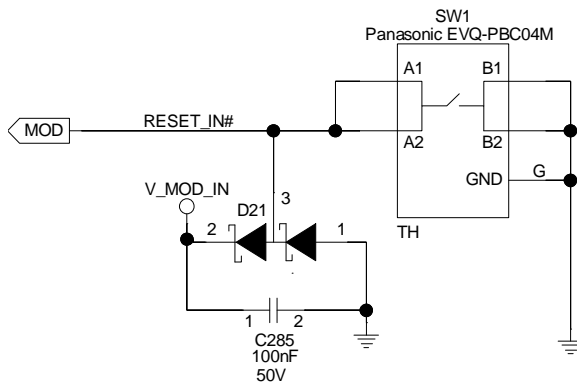 SW1
Panasonic EVQ-PBC04M
A1 B1
MOD RESET_IN#
A2 B2
GND G
V_MOD_IN
3
D21
2 1
TH
1 2
C285
100nF
50V